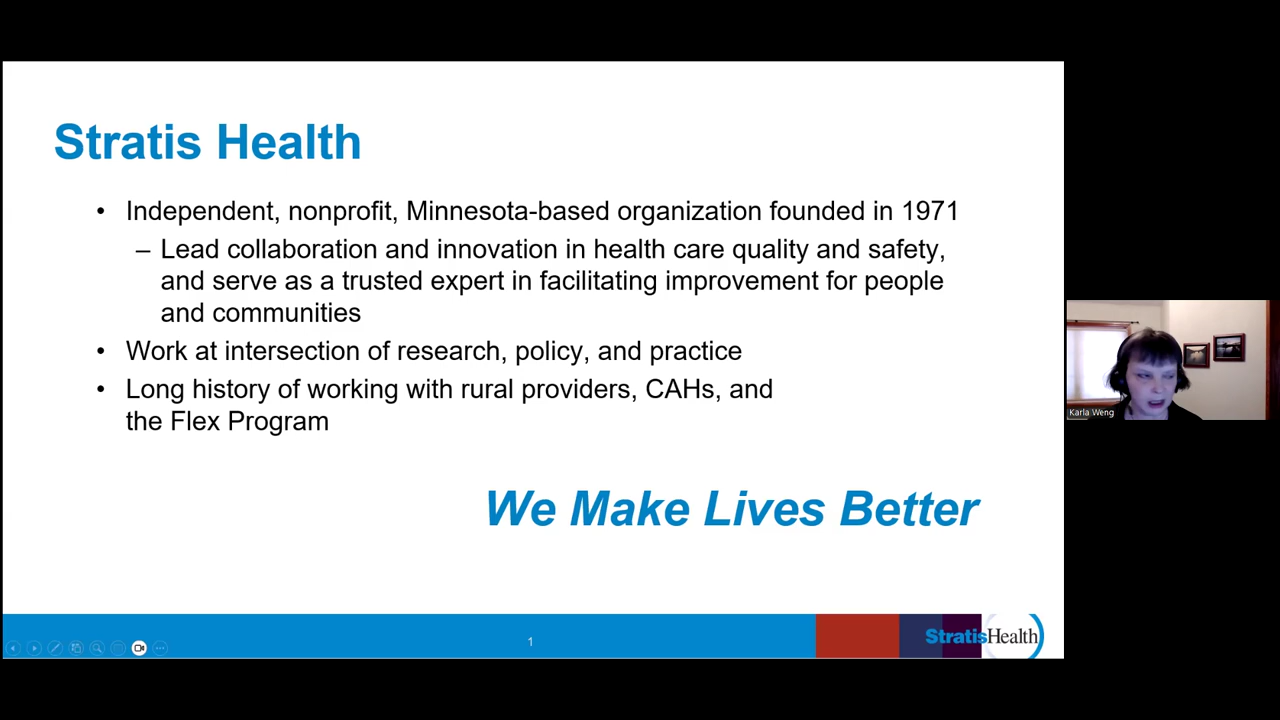 Stratis Health
• Independent, nonprofit, Minnesota-based organization founded in 1971
– Lead collaboration and innovation in health care quality and safety,
and serve as a trusted expert in facilitating improvement for people
and communities
• Work at intersection of research, policy, and practice
• Long history of working with rural providers, CAHs, and
the Flex Program
We Make Lives Better
Karla Weng
1
StratisHealth